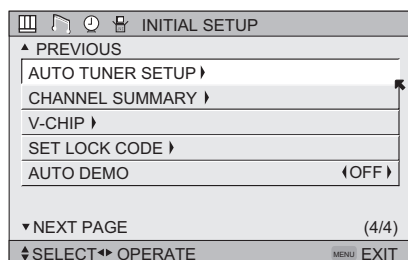 INITIAL SETUP
PREVIOUS
AUTO TUNER SETUP
CHANNEL SUMMARY
V-CHIP
SET LOCK CODE
AUTO DEMO OFF
NEXT PAGE (4/4)
SELECT OPERATE MENU EXIT